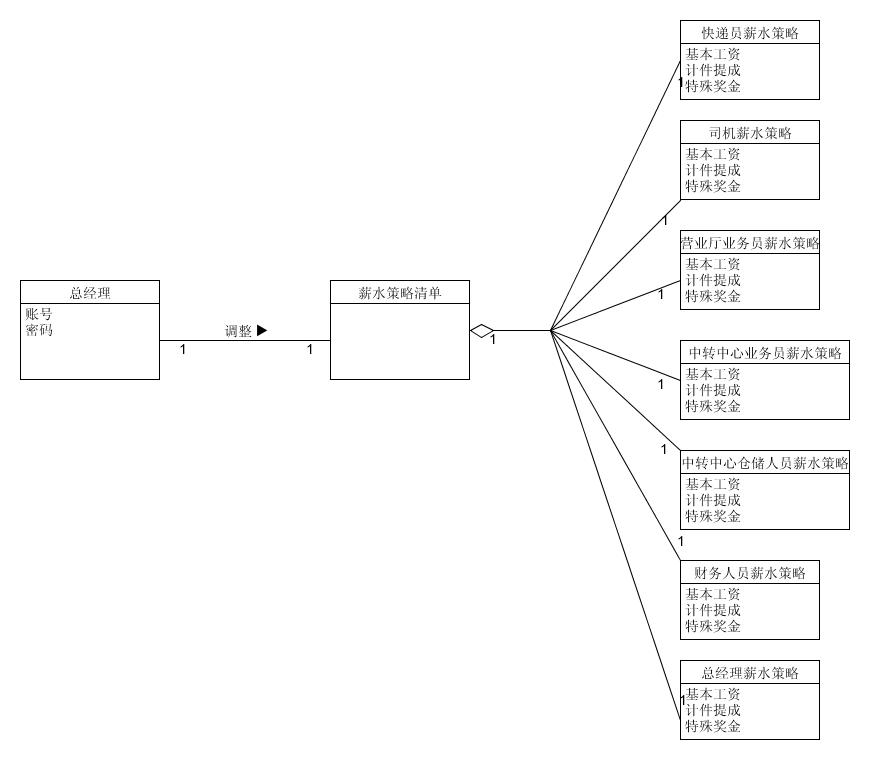 总经理
账号
密码
调整
1
1
薪水策略清单
1
快递员薪水策略
基本工资
计件提成
特殊奖金
1
司机薪水策略
基本工资
计件提成
特殊奖金
1
营业厅业务员薪水策略
基本工资
计件提成
特殊奖金
1
中转中心业务员薪水策略
基本工资
计件提成
特殊奖金
1
中转中心仓储人员薪水策略
基本工资
计件提成
特殊奖金
1
财务人员薪水策略
基本工资
计件提成
特殊奖金
1
总经理薪水策略
基本工资
计件提成
特殊奖金
1